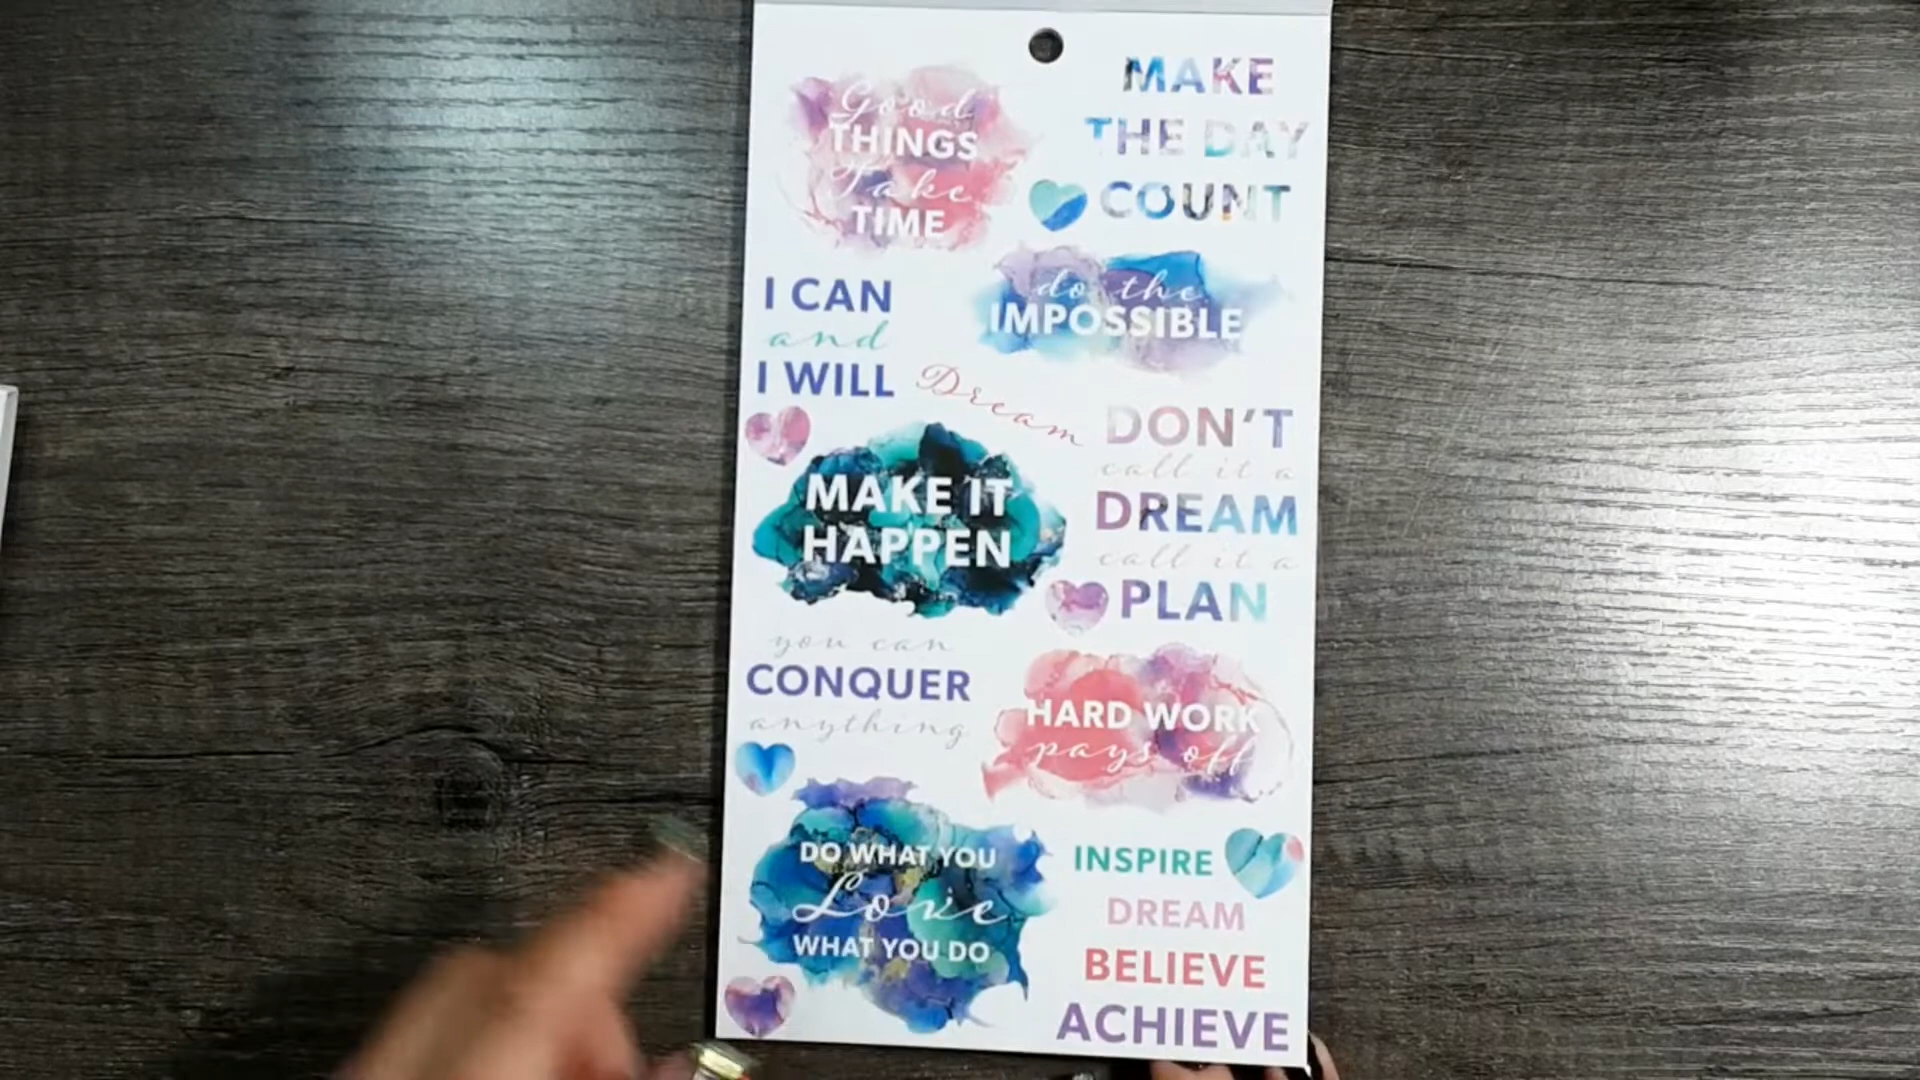 Good
THINGS
Take
TIME
MAKE
THE DAY
COUNT
I CAN
and
I WILL
do the
IMPOSSIBLE
Dream
MAKE IT
HAPPEN
DON'T
call it a
DREAM
call it a
PLAN
you can
CONQUER
anything
HARD WORK
pays off
DO WHAT YOU
Love
WHAT YOU DO
INSPIRE
DREAM
BELIEVE
ACHIEVE